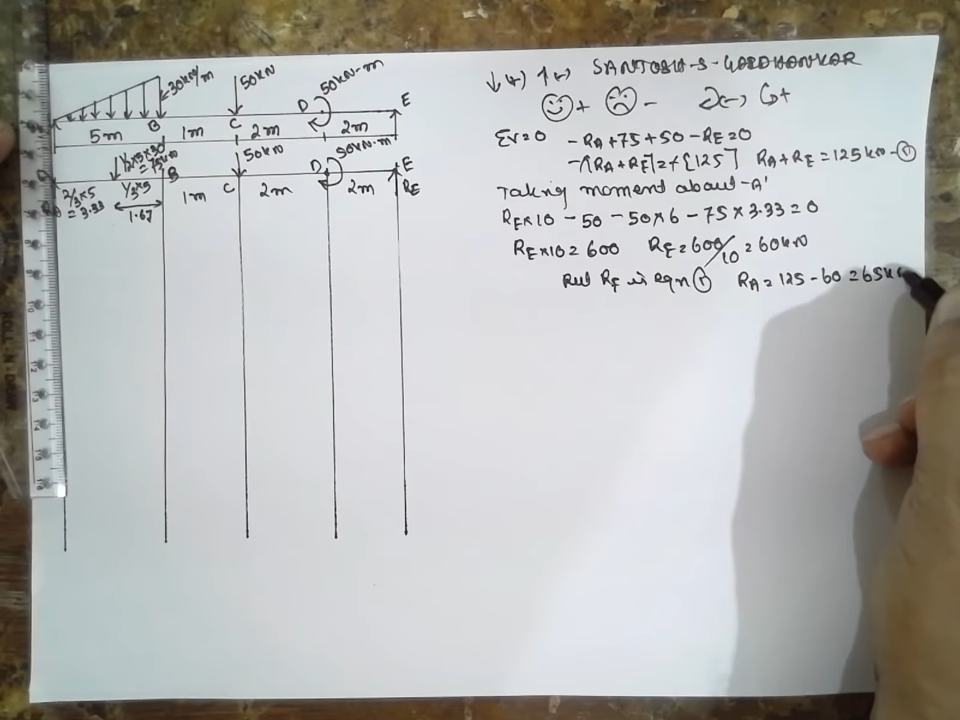 30kN/m
50kN
50kN-m
D
E
5m B 1m C 2m 2m
½×5×30
= 75kN
50kN
50kN-m
B D E
2/3×5
= 3.33
1/3×5
1.67
1m C 2m 2m RE
SANTOSH-S-
+ - G+
Σv=0 -RA+75+50-RE=0
-[RA+RE]=+[125] RA+RE=125kN-①
Taking moment about-A'
RE×10 - 50 - 50×6 - 75×3.33=0
RE×10=600 RE=600/10=60kN
Put RE in eqn ① RA=125-60=65k